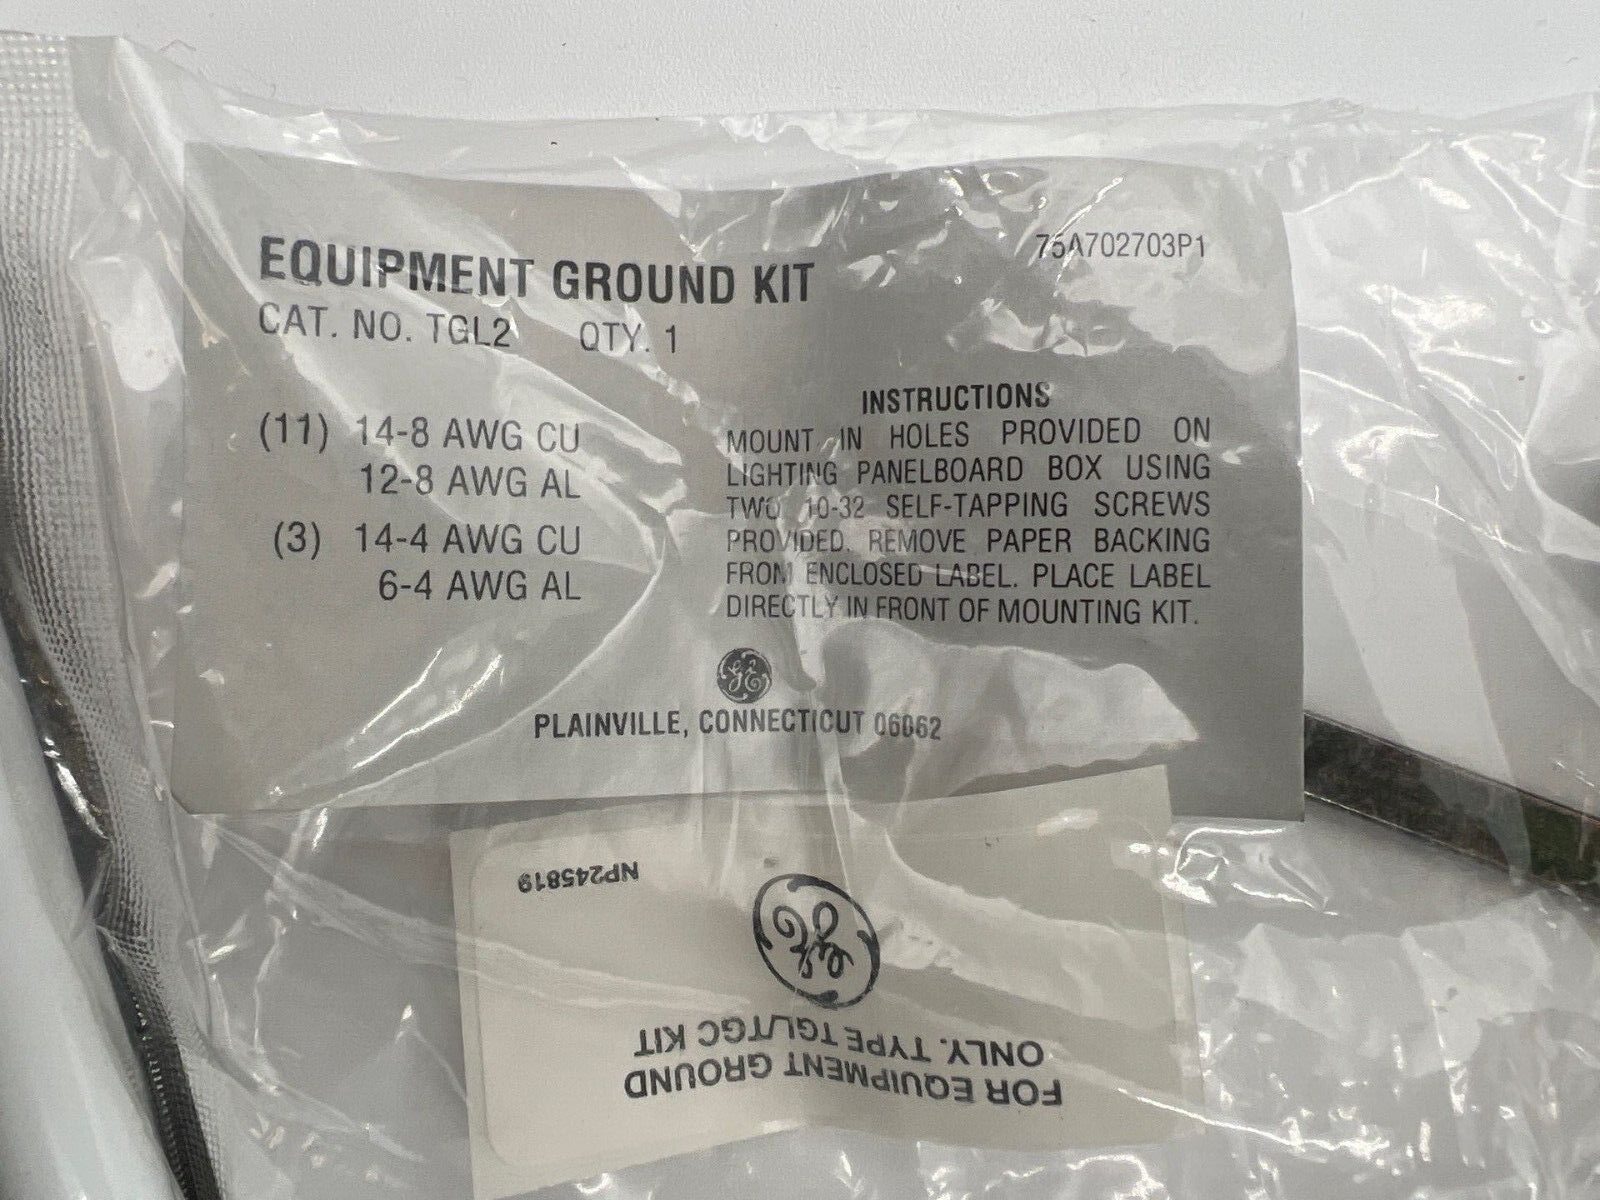 EQUIPMENT GROUND KIT
75A702703P1
CAT. NO. TGL2 QTY. 1
(11) 14-8 AWG CU
12-8 AWG AL
(3) 14-4 AWG CU
6-4 AWG AL
INSTRUCTIONS
MOUNT IN HOLES PROVIDED ON
LIGHTING PANELBOARD BOX USING
TWO 10-32 SELF-TAPPING SCREWS
PROVIDED. REMOVE PAPER BACKING
FROM ENCLOSED LABEL. PLACE LABEL
DIRECTLY IN FRONT OF MOUNTING KIT.
GE
PLAINVILLE, CONNECTICUT 06062
FOR EQUIPMENT GROUND
ONLY. TYPE TGL/TGC KIT
GE
NP245819